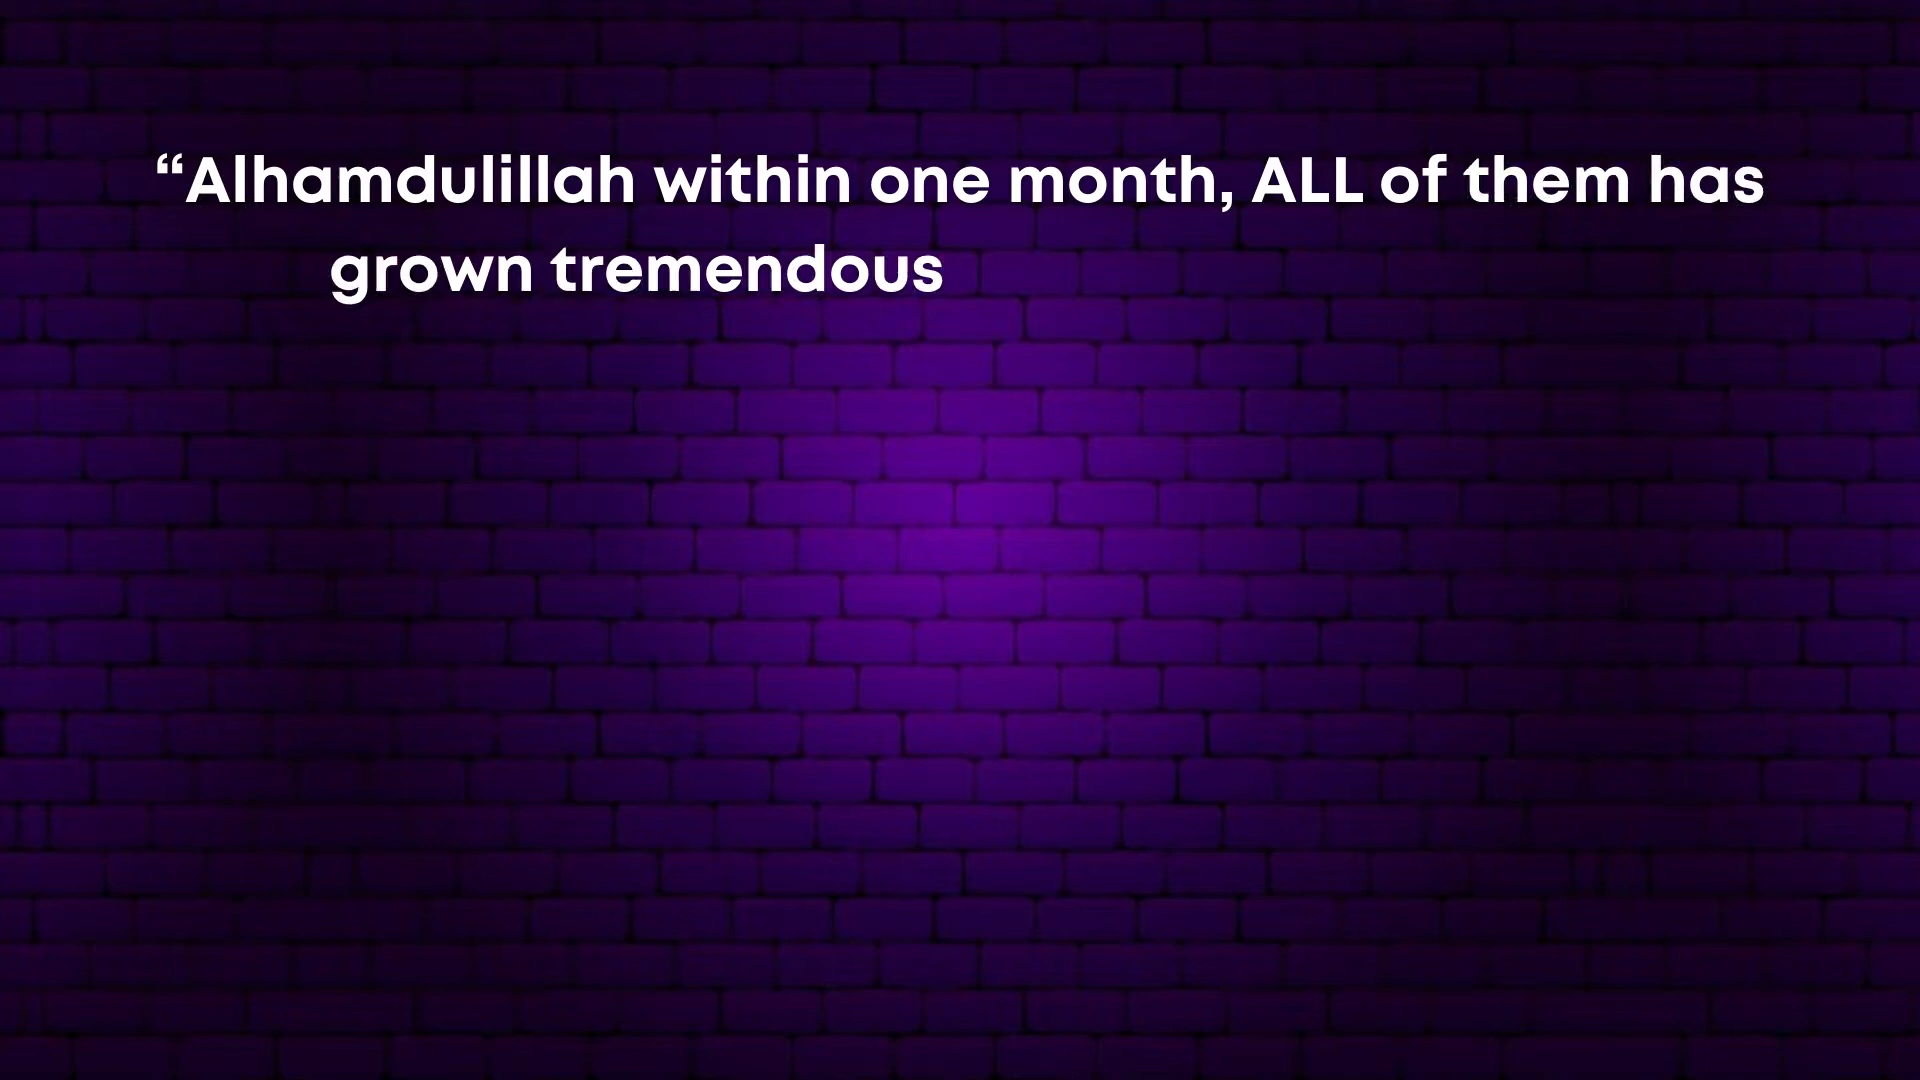 “Alhamdulillah within one month, ALL of them has
grown tremendous